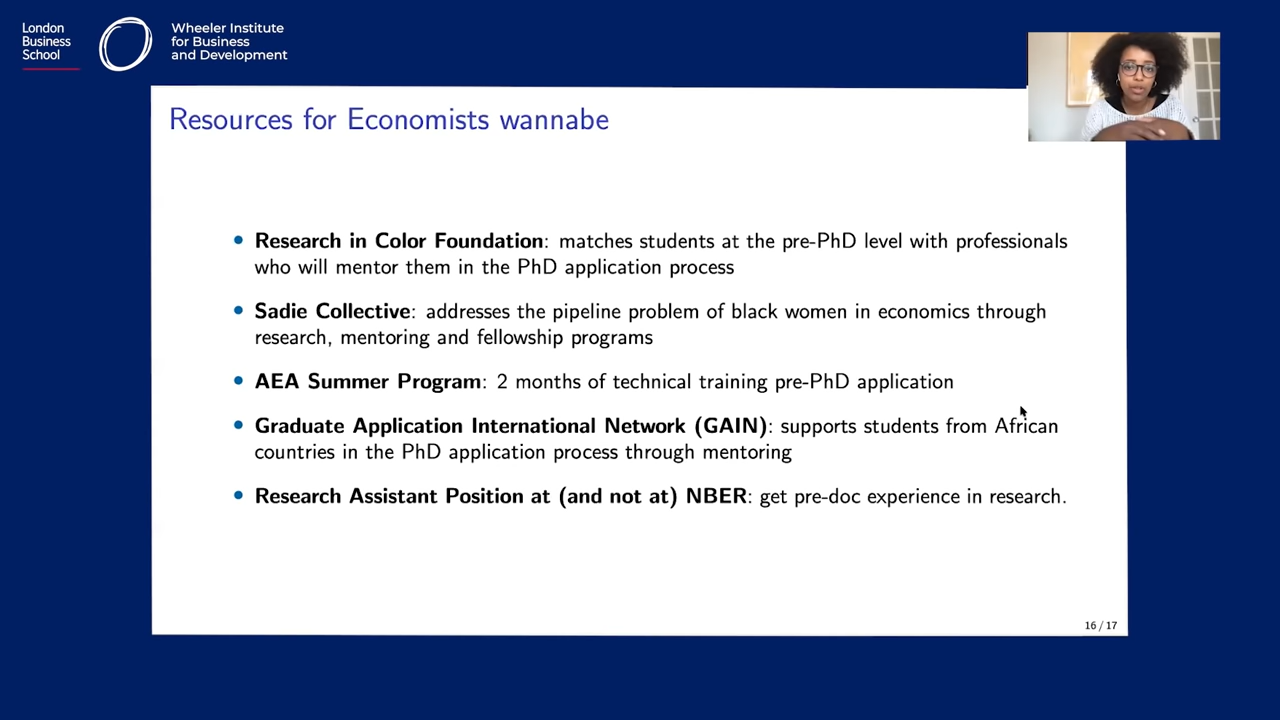 London
Business
School
Wheeler Institute
for Business
and Development
Resources for Economists wannabe
• Research in Color Foundation: matches students at the pre-PhD level with professionals
who will mentor them in the PhD application process
• Sadie Collective: addresses the pipeline problem of black women in economics through
research, mentoring and fellowship programs
• AEA Summer Program: 2 months of technical training pre-PhD application
• Graduate Application International Network (GAIN): supports students from African
countries in the PhD application process through mentoring
• Research Assistant Position at (and not at) NBER: get pre-doc experience in research.
16 / 17